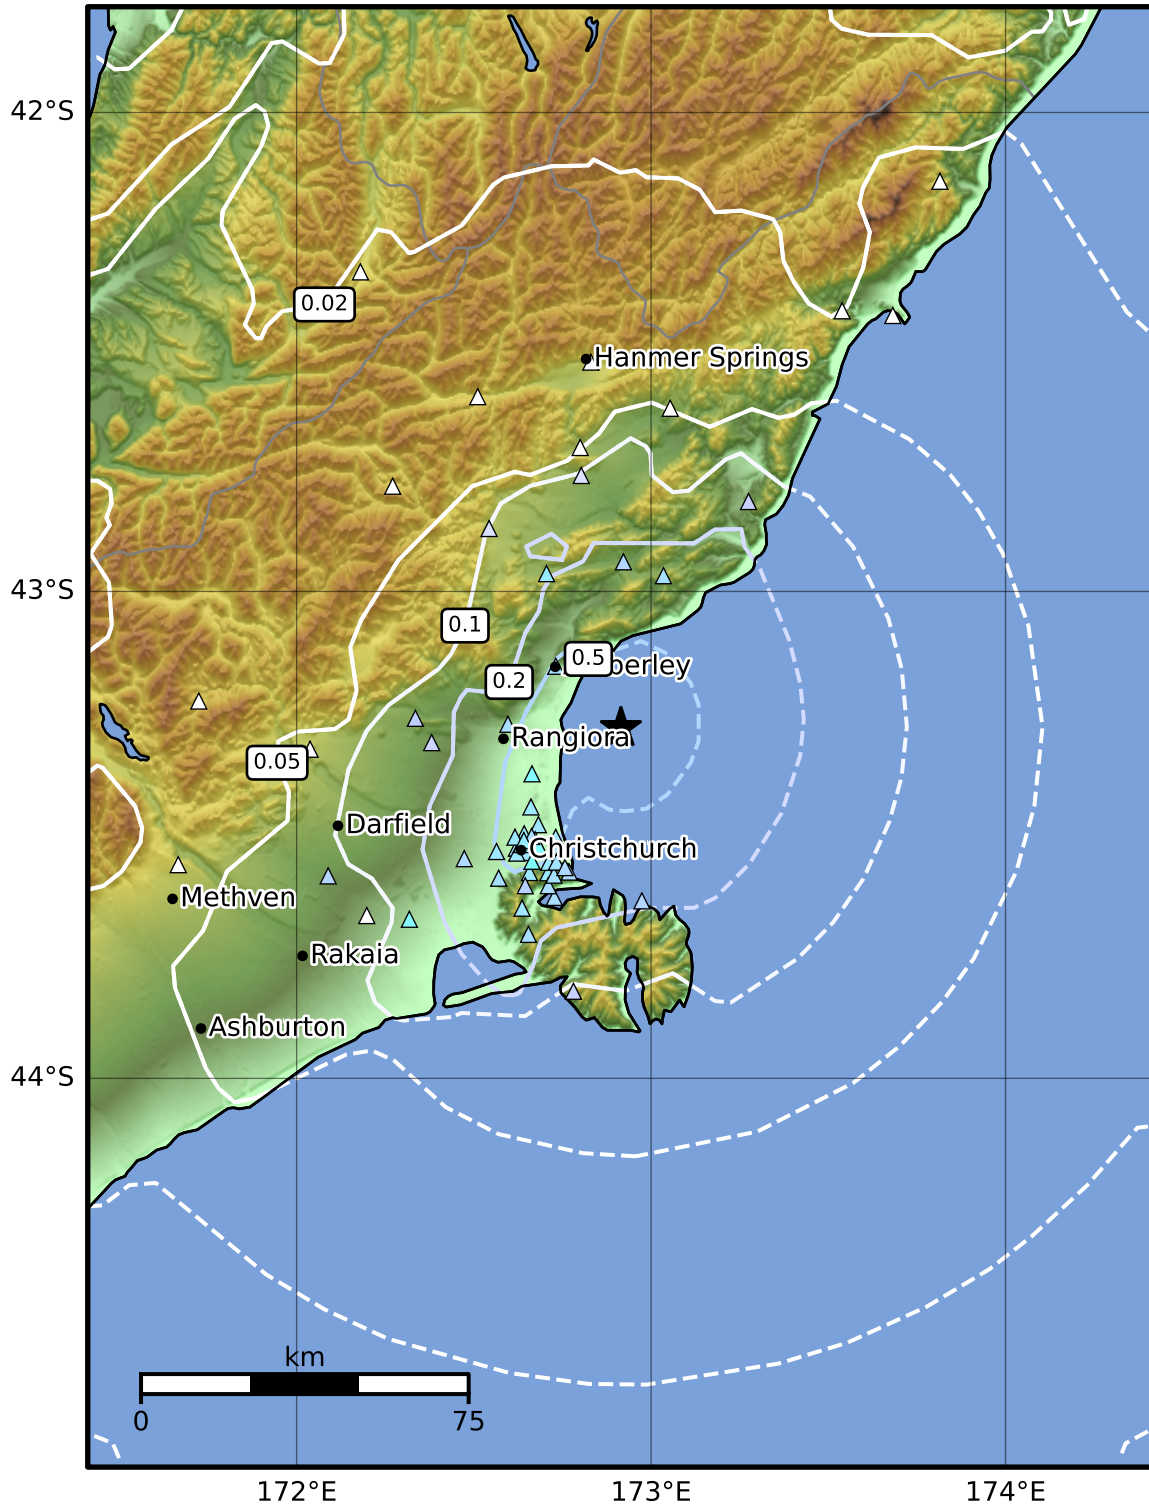 42°S
0.02
Hanmer Springs
43°S
0.1
0.5
berley
0.2
Rangiora
0.05
Darfield
Christchurch
Methven
Rakaia
Ashburton
44°S
km
0
75
172°E
173°E
174°E